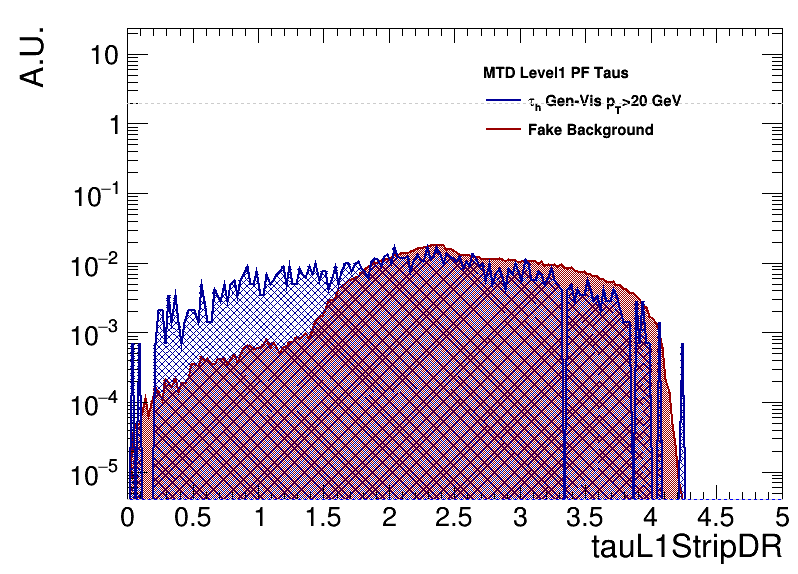 A.U.
MTD Level1 PF Taus
τh Gen-Vis pT>20 GeV
Fake Background
10
1
10−1
10−2
10−3
10−4
10−5
0 0.5 1 1.5 2 2.5 3 3.5 4 4.5 5
tauL1StripDR